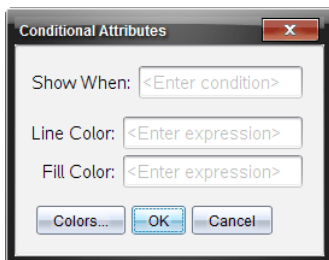 Conditional Attributes
Show When: <Enter condition>
Line Color: <Enter expression>
Fill Color: <Enter expression>
Colors... OK Cancel